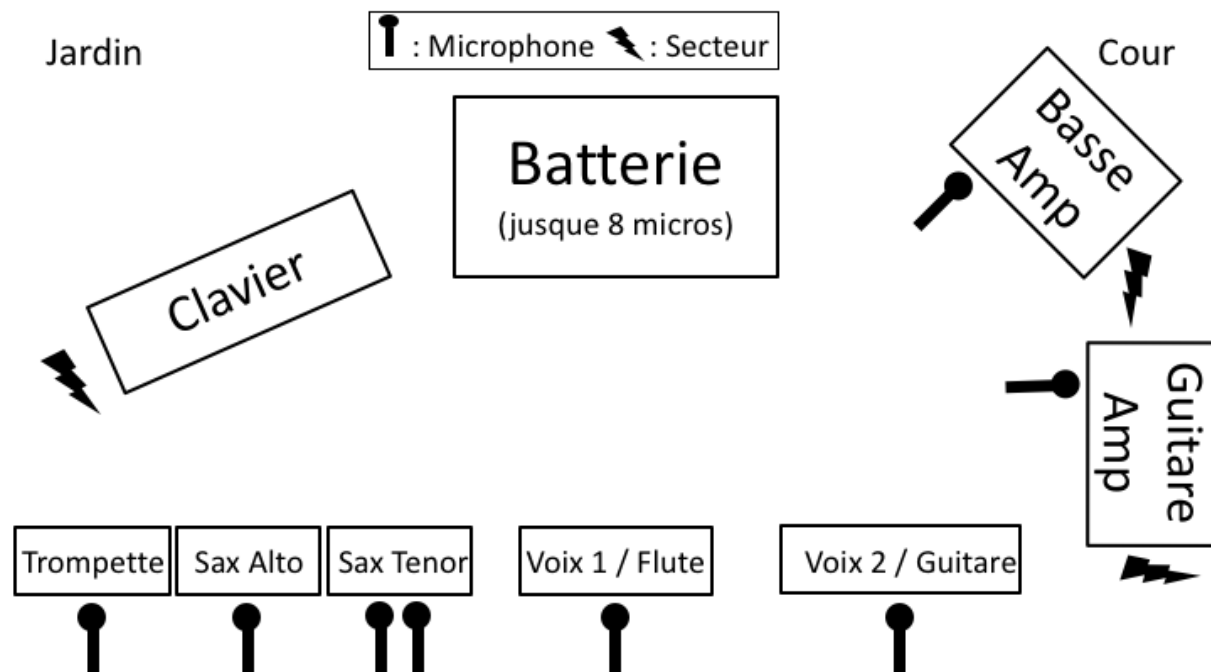 Jardin
: Microphone : Secteur
Cour
Batterie
(jusque 8 micros)
Basse
Amp
Clavier
Guitare
Amp
Trompette
Sax Alto
Sax Tenor
Voix 1 / Flute
Voix 2 / Guitare